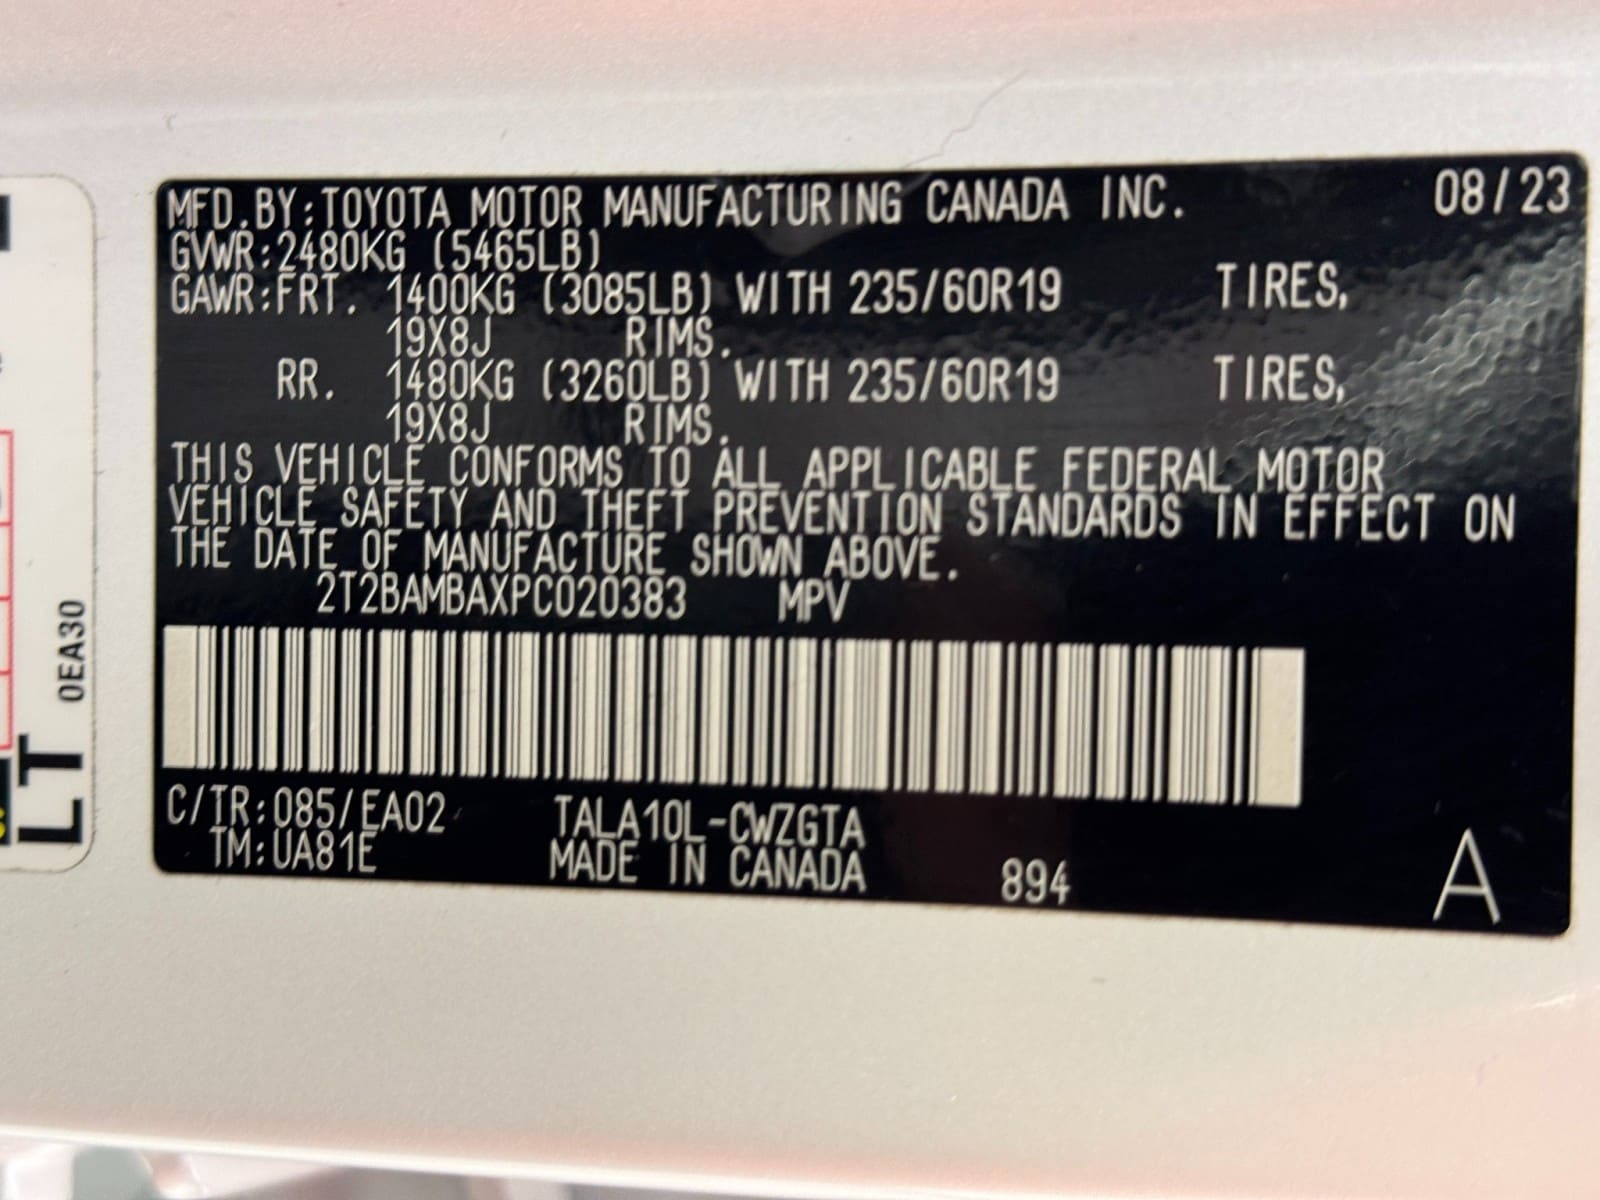 MFD.BY:TOYOTA MOTOR MANUFACTURING CANADA INC. 08/23
GVWR:2480KG (5465LB)
GAWR:FRT. 1400KG (3085LB) WITH 235/60R19 TIRES,
19X8J RIMS.
RR. 1480KG (3260LB) WITH 235/60R19 TIRES,
19X8J RIMS.
THIS VEHICLE CONFORMS TO ALL APPLICABLE FEDERAL MOTOR
VEHICLE SAFETY AND THEFT PREVENTION STANDARDS IN EFFECT ON
THE DATE OF MANUFACTURE SHOWN ABOVE.
2T2BAMBAXPC020383 MPV
C/TR:085/EA02 TALA10L-CWZGTA
TM:UA81E MADE IN CANADA 894
A
0EA30
LT